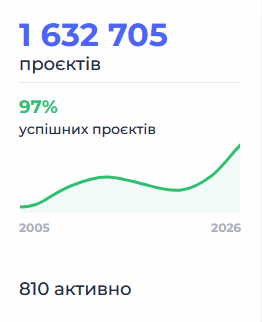 1 632 705
проєктів
97%
успішних проєктів
2005 2026
810 активно